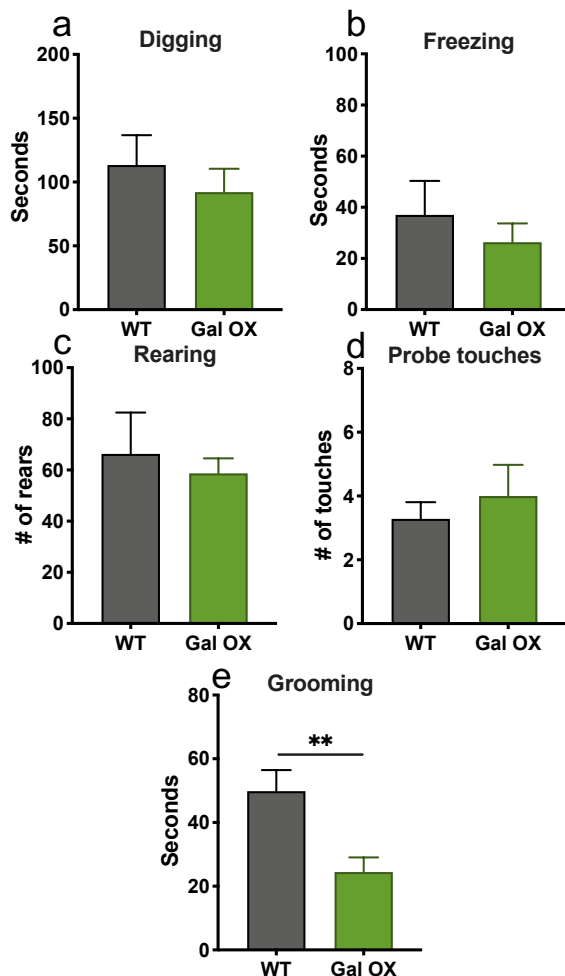 a
Digging
200
150
100
50
0
Seconds
WT
Gal OX
b
Freezing
100
80
60
40
20
0
Seconds
WT
Gal OX
c
Rearing
100
80
60
40
20
0
# of rears
WT
Gal OX
d
Probe touches
8
6
4
2
0
# of touches
WT
Gal OX
e
Grooming
80
60
40
20
0
Seconds
**
WT
Gal OX